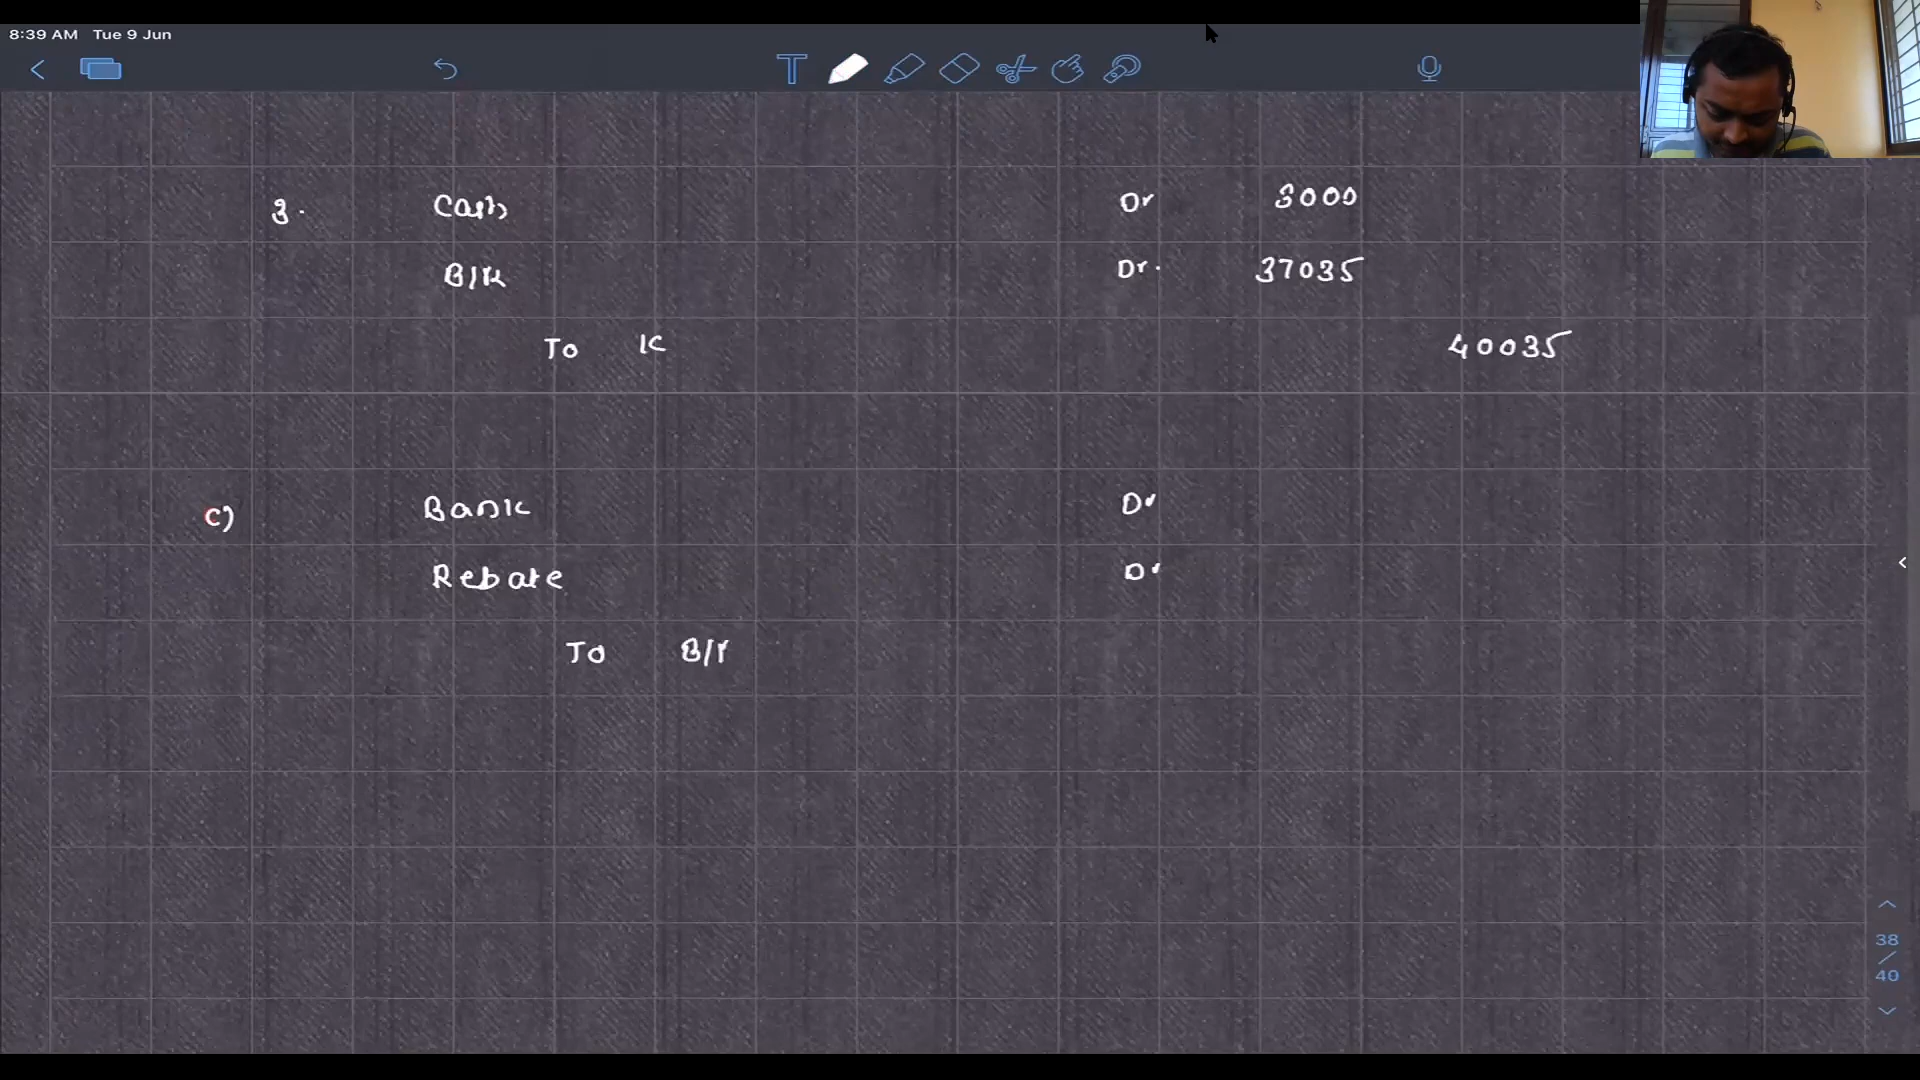 8:39 AM Tue 9 Jun
3. Cash Dr 3000
B/R Dr. 37035
To K 40035
C) Bank Dr
Rebate Dr
To B/r
38
/
40